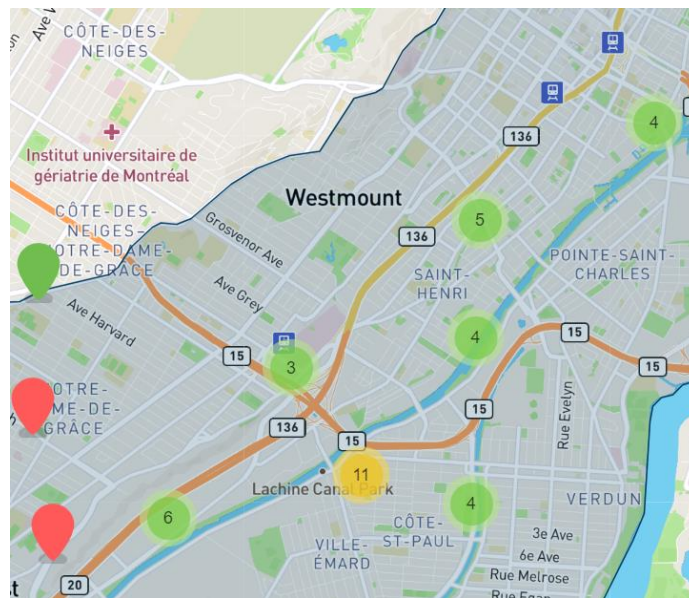 CÔTE-DES-
NEIGES
Institut universitaire de
gériatrie de Montréal
136
4
Westmount
CÔTE-DES-
NEIGES–
NOTRE-DAME-
DE-GRÂCE
Grosvenor Ave
5
136
POINTE-SAINT-
CHARLES
SAINT-
HENRI
Ave Grey
Ave Harvard
15
4
15
3
15
15
136
15
Rue Evelyn
11
Lachine Canal Park
VERDUN
6
4
CÔTE-
ST-PAUL
VILLE-
ÉMARD
3e Ave
6e Ave
Rue Melrose
20